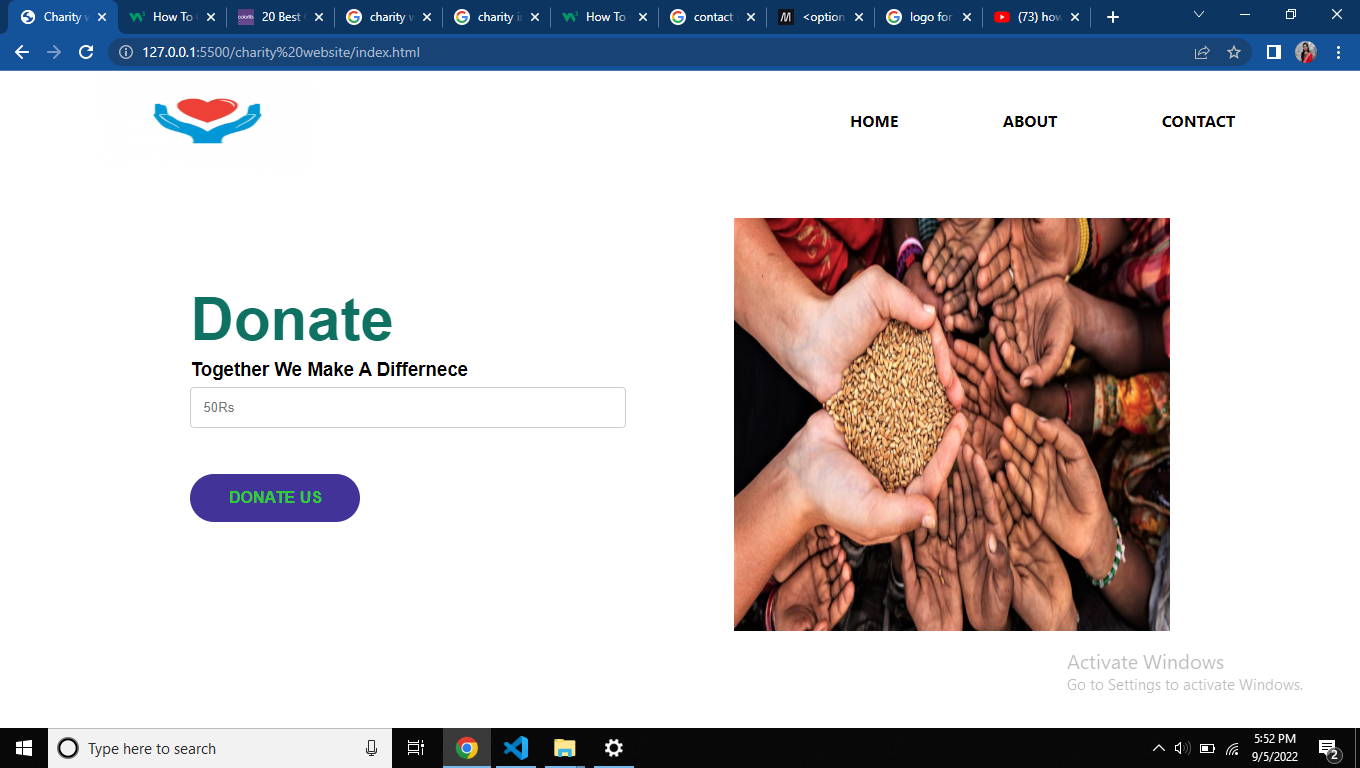 Charity w
How To
20 Best
charity w
charity i
How To
contact
<option
logo for
(73) how
127.0.0.1:5500/charity%20website/index.html
HOME
ABOUT
CONTACT
Donate
Together We Make A Differnece
50Rs
DONATE US
Activate Windows
Go to Settings to activate Windows.
Type here to search
5:52 PM
9/5/2022
2